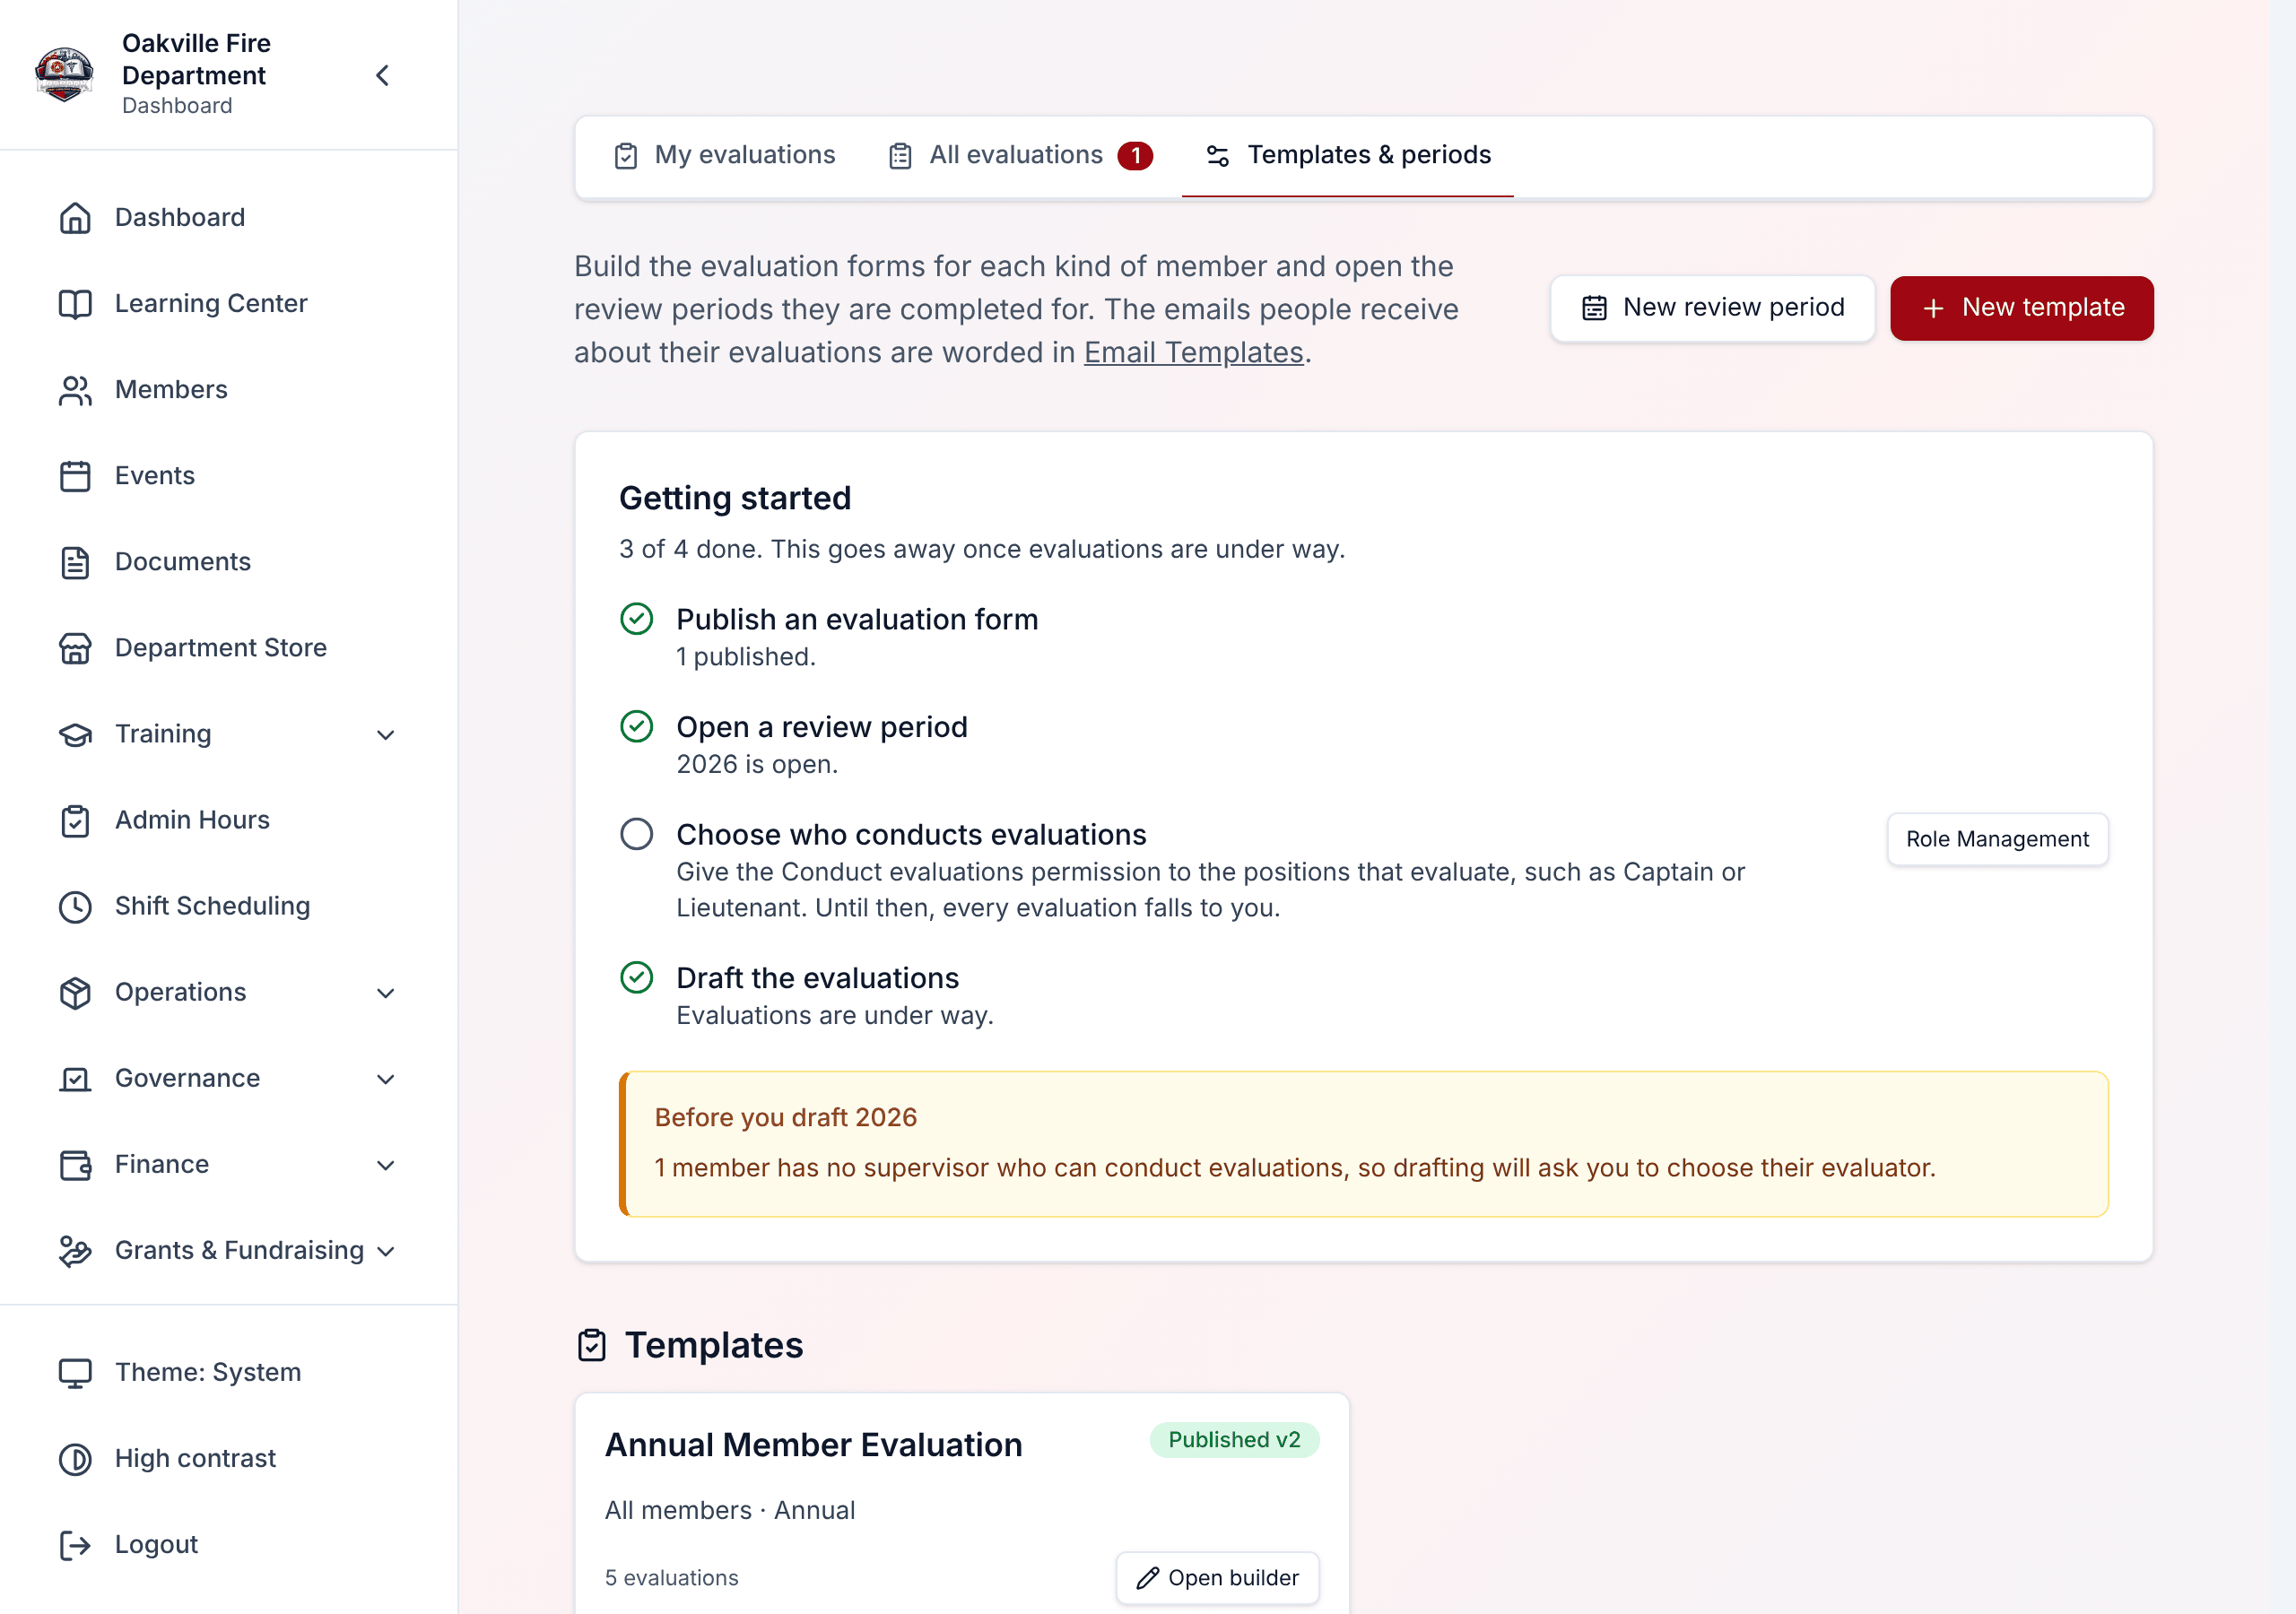 Oakville Fire
Department
Dashboard
Dashboard
Learning Center
Members
Events
Documents
Department Store
Training
Admin Hours
Shift Scheduling
Operations
Governance
Finance
Grants & Fundraising
Theme: System
High contrast
Logout
My evaluations
All evaluations 1
Templates & periods
Build the evaluation forms for each kind of member and open the
review periods they are completed for. The emails people receive
about their evaluations are worded in Email Templates.
New review period
New template
Getting started
3 of 4 done. This goes away once evaluations are under way.
Publish an evaluation form
1 published.
Open a review period
2026 is open.
Choose who conducts evaluations
Give the Conduct evaluations permission to the positions that evaluate, such as Captain or
Lieutenant. Until then, every evaluation falls to you.
Role Management
Draft the evaluations
Evaluations are under way.
Before you draft 2026
1 member has no supervisor who can conduct evaluations, so drafting will ask you to choose their evaluator.
Templates
Annual Member Evaluation
Published v2
All members · Annual
5 evaluations
Open builder